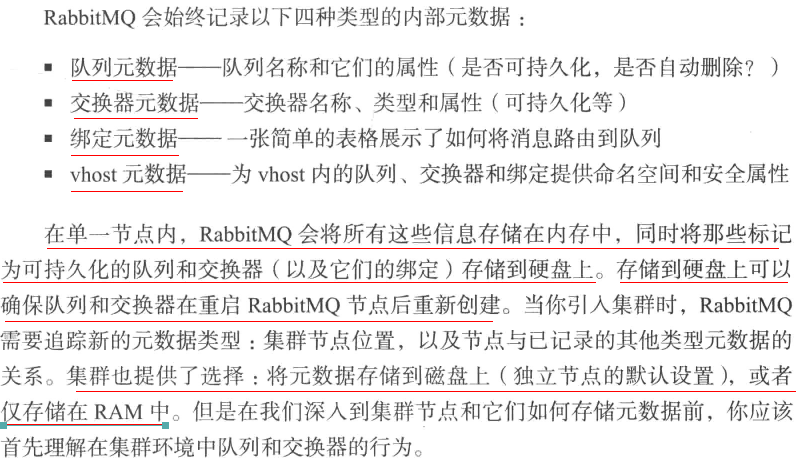 RabbitMQ 会始终记录以下四种类型的内部元数据：
■ 队列元数据——队列名称和它们的属性（是否可持久化，是否自动删除？）
■ 交换器元数据——交换器名称、类型和属性（可持久化等）
■ 绑定元数据—— 一张简单的表格展示了如何将消息路由到队列
■ vhost 元数据——为 vhost 内的队列、交换器和绑定提供命名空间和安全属性
在单一节点内，RabbitMQ 会将所有这些信息存储在内存中，同时将那些标记
为可持久化的队列和交换器（以及它们的绑定）存储到硬盘上。存储到硬盘上可以
确保队列和交换器在重启 RabbitMQ 节点后重新创建。当你引入集群时，RabbitMQ
需要追踪新的元数据类型：集群节点位置，以及节点与已记录的其他类型元数据的
关系。集群也提供了选择：将元数据存储到磁盘上（独立节点的默认设置），或者
仅存储在 RAM 中。但是在我们深入到集群节点和它们如何存储元数据前，你应该
首先理解在集群环境中队列和交换器的行为。